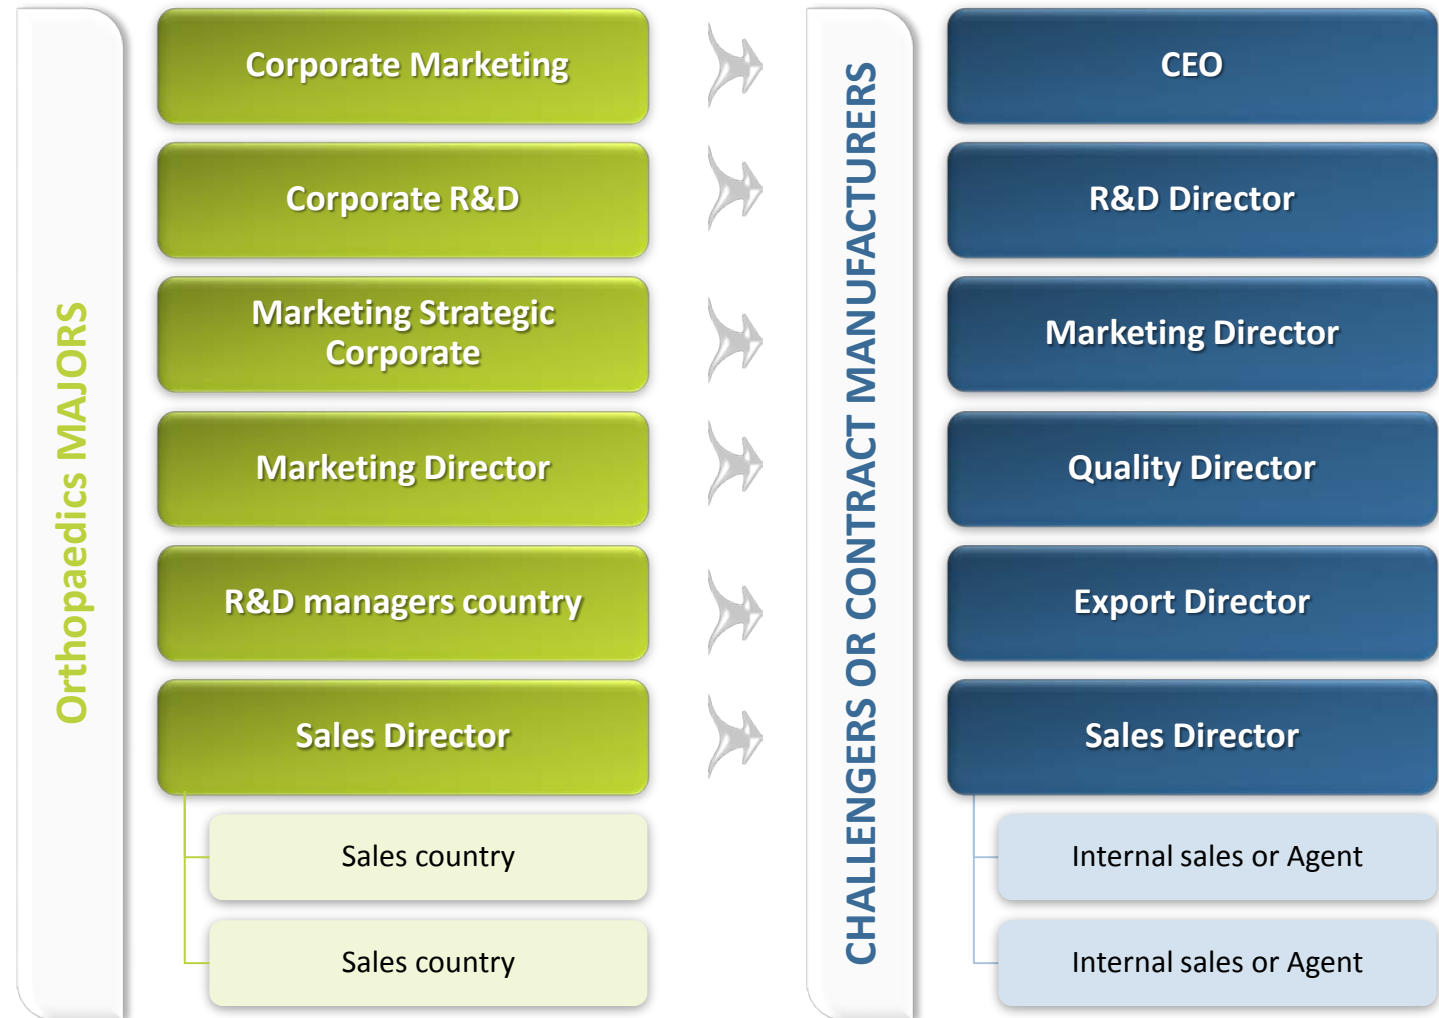 Orthopaedics MAJORS
Corporate Marketing
Corporate R&D
Marketing Strategic
Corporate
Marketing Director
R&D managers country
Sales Director
Sales country
Sales country
CHALLENGERS OR CONTRACT MANUFACTURERS
CEO
R&D Director
Marketing Director
Quality Director
Export Director
Sales Director
Internal sales or Agent
Internal sales or Agent